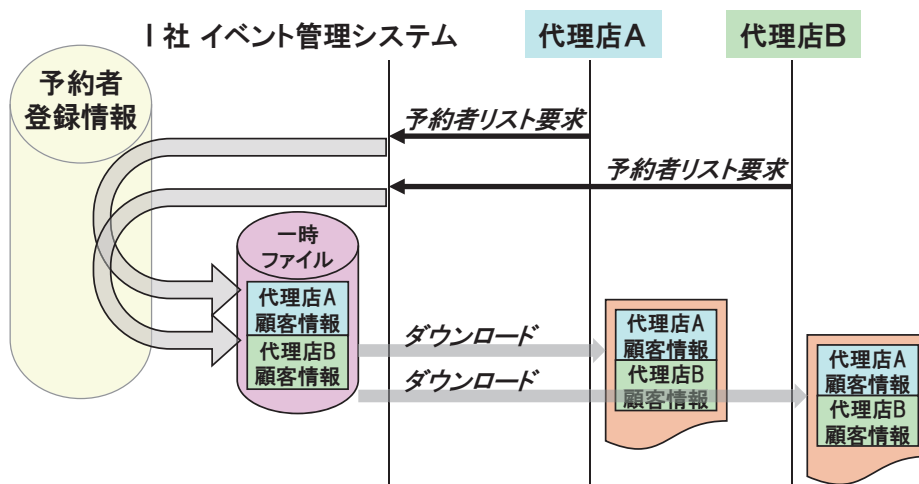 I社 イベント管理システム
代理店A
代理店B
予約者
登録情報
予約者リスト要求
予約者リスト要求
一時
ファイル
代理店A
顧客情報
代理店B
顧客情報
ダウンロード
ダウンロード
代理店A
顧客情報
代理店B
顧客情報
代理店A
顧客情報
代理店B
顧客情報